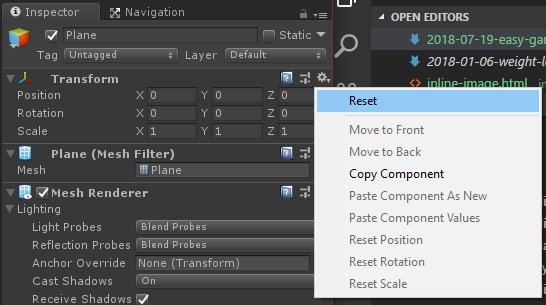 Inspector
Navigation
Plane
Static
Tag Untagged Layer Default
Transform
Position X 0 Y 0 Z 0
Rotation X 0 Y 0 Z 0
Scale X 1 Y 1 Z 1
Plane (Mesh Filter)
Mesh Plane
Mesh Renderer
Lighting
Light Probes Blend Probes
Reflection Probes Blend Probes
Anchor Override None (Transform)
Cast Shadows On
Receive Shadows
Reset
Move to Front
Move to Back
Copy Component
Paste Component As New
Paste Component Values
Reset Position
Reset Rotation
Reset Scale
OPEN EDITORS
2018-07-19-easy-ga
2018-01-06-weight-l
inline-image.html